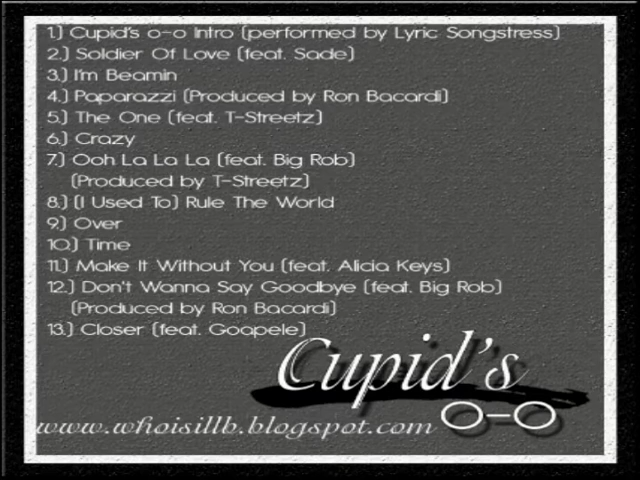 1.) Cupid's o-o Intro (performed by Lyric Songstress)
2.) Soldier Of Love (feat. Sade)
3.) I'm Beamin
4.) Paparazzi (Produced by Ron Bacardi)
5.) The One (feat. T-Streetz)
6.) Crazy
7.) Ooh La La La (feat. Big Rob)
(Produced by T-Streetz)
8.) (I Used To) Rule The World
9.) Over
10.) Time
11.) Make It Without You (feat. Alicia Keys)
12.) Don't Wanna Say Goodbye (feat. Big Rob)
(Produced by Ron Bacardi)
13.) Closer (feat. Goapele)
Cupid's
o-o
www.whoisillb.blogspot.com